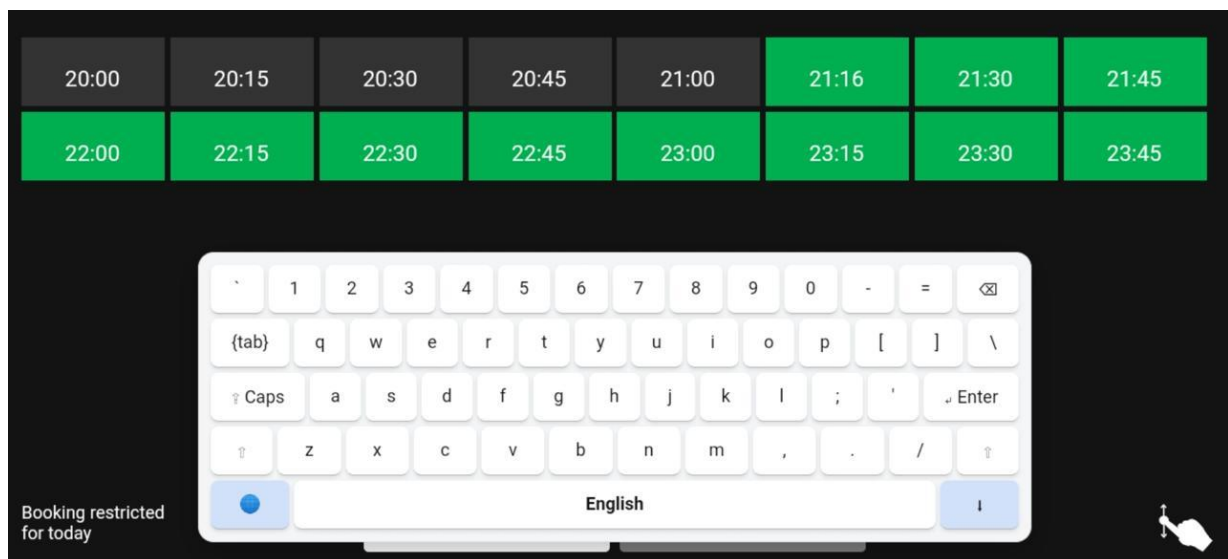 20:00 20:15 20:30 20:45 21:00 21:16 21:30 21:45
22:00 22:15 22:30 22:45 23:00 23:15 23:30 23:45
` 1 2 3 4 5 6 7 8 9 0 - =
{tab} q w e r t y u i o p [ ] \
⇪ Caps a s d f g h j k l ; ' ↵ Enter
⇧ z x c v b n m , . / ⇧
English
Booking restricted
for today